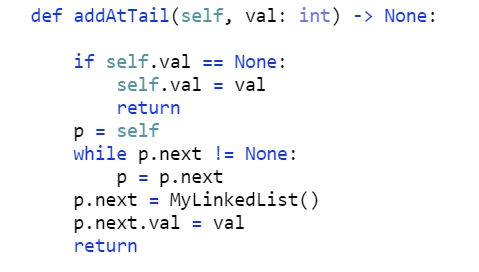 def addAtTail(self, val: int) -> None:
if self.val == None:
self.val = val
return
p = self
while p.next != None:
p = p.next
p.next = MyLinkedList()
p.next.val = val
return